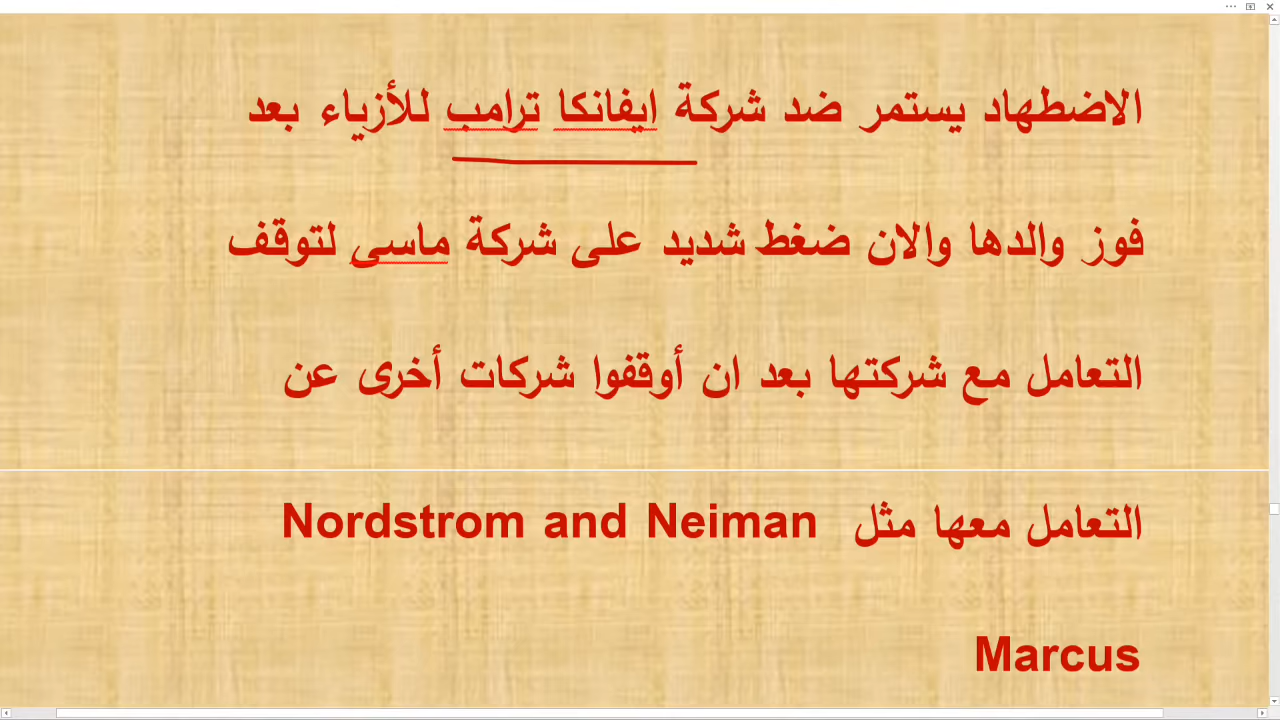 الاضطهاد يستمر ضد شركة ايفانكا ترامب للأزياء بعد
فوز والدها والان ضغط شديد على شركة ماسى لتوقف
التعامل مع شركتها بعد ان أوقفوا شركات أخرى عن
التعامل معها مثل Nordstrom and Neiman
Marcus